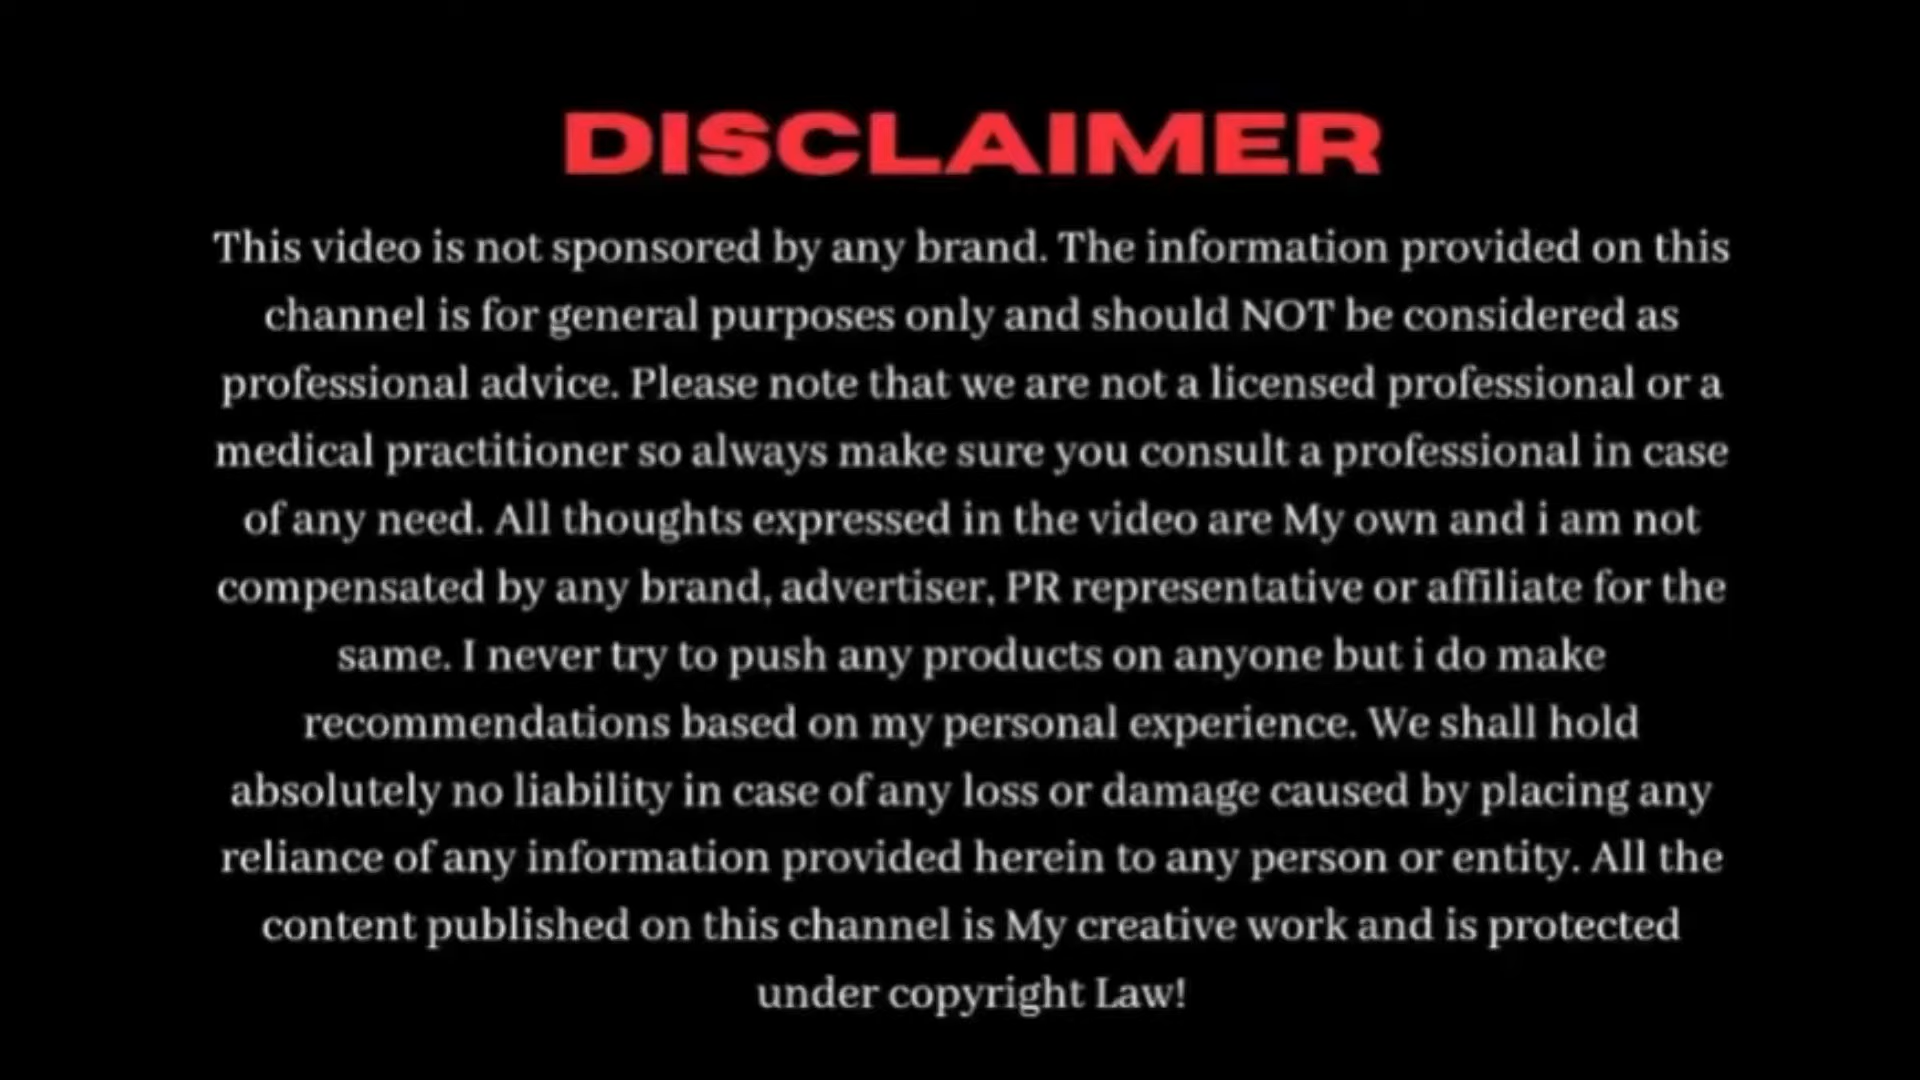 DISCLAIMER
This video is not sponsored by any brand. The information provided on this
channel is for general purposes only and should NOT be considered as
professional advice. Please note that we are not a licensed professional or a
medical practitioner so always make sure you consult a professional in case
of any need. All thoughts expressed in the video are My own and i am not
compensated by any brand, advertiser, PR representative or affiliate for the
same. I never try to push any products on anyone but i do make
recommendations based on my personal experience. We shall hold
absolutely no liability in case of any loss or damage caused by placing any
reliance of any information provided herein to any person or entity. All the
content published on this channel is My creative work and is protected
under copyright Law!